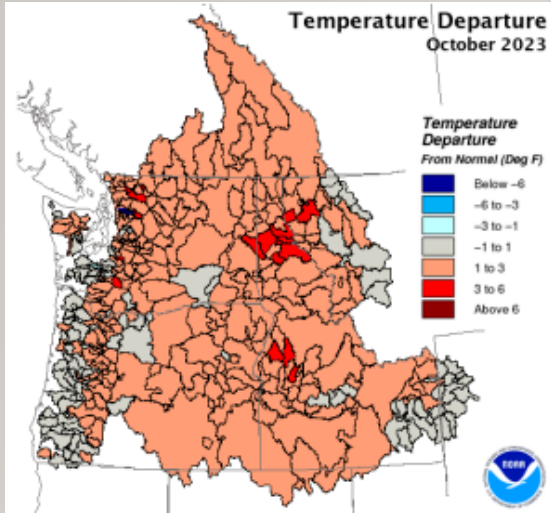 Temperature Departure
October 2023
Temperature
Departure
From Normal (Deg F)
Below -6
-6 to -3
-3 to -1
-1 to 1
1 to 3
3 to 6
Above 6
NOAA